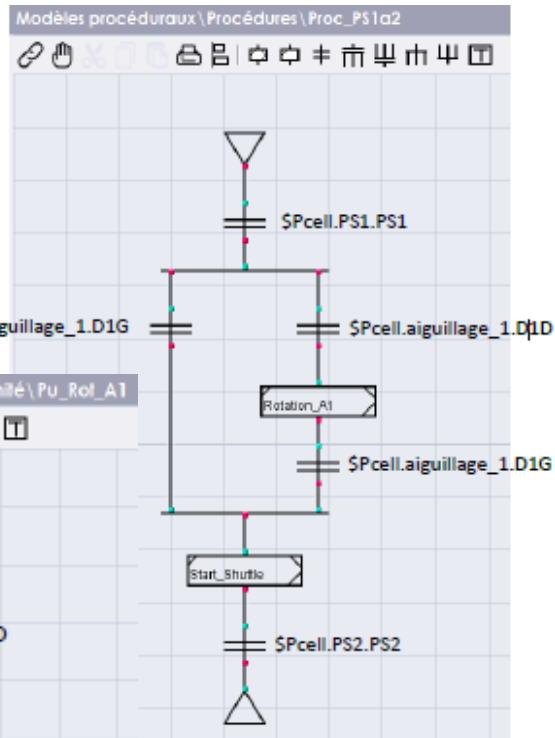 Modèles procéduraux\Procédures\Proc_PS1a2
T
$Pcell.PS1.PS1
guillage_1.D1G
$Pcell.aiguillage_1.D1D
ité\Pu_Rot_A1
T
Rotation_A1
$Pcell.aiguillage_1.D1G
Start_Shuttle
$Pcell.PS2.PS2